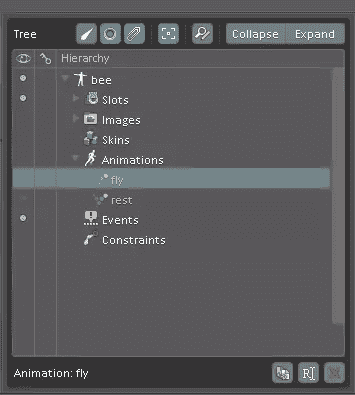 Tree Collapse Expand
Hierarchy
bee
Slots
Images
Skins
Animations
fly
rest
Events
Constraints
Animation: fly